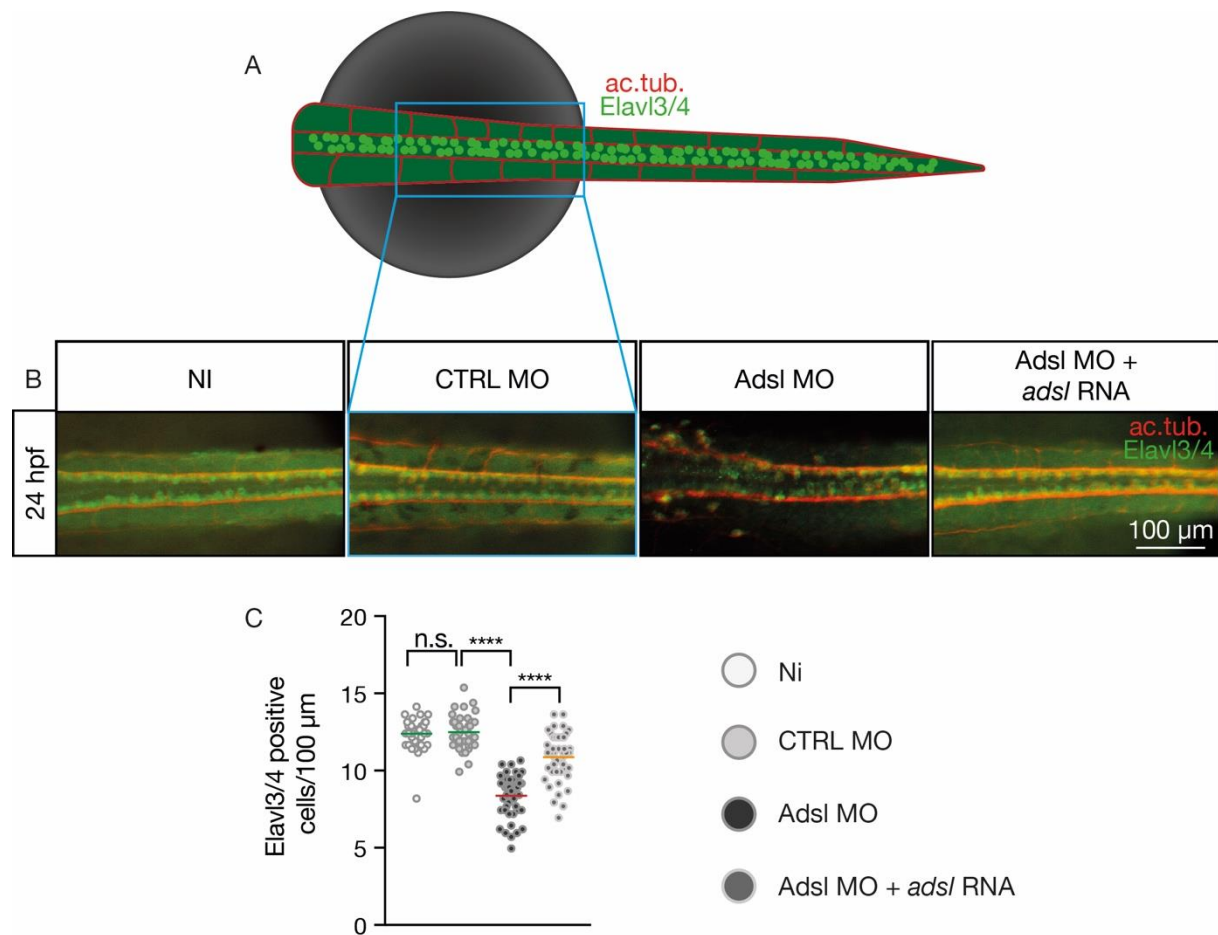 A
ac.tub.
Elavl3/4
B
NI
CTRL MO
Adsl MO
Adsl MO +
adsl RNA
24 hpf
ac.tub.
Elavl3/4
100 µm
C
Elavl3/4 positive
cells/100 µm
20
15
10
5
0
n.s.
****
****
Ni
CTRL MO
Adsl MO
Adsl MO + adsl RNA